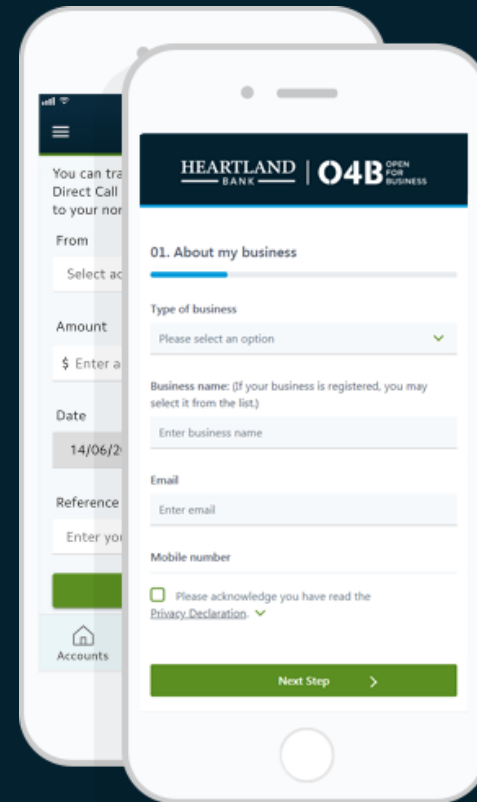 You can tra
Direct Call
to your nor
From
Select ac
Amount
$ Enter a
Date
14/06/2
Reference
Enter you
Accounts
HEARTLAND
BANK
O4B OPEN
FOR
BUSINESS
01. About my business
Type of business
Please select an option
Business name: (If your business is registered, you may
select it from the list.)
Enter business name
Email
Enter email
Mobile number
Please acknowledge you have read the
Privacy Declaration.
Next Step